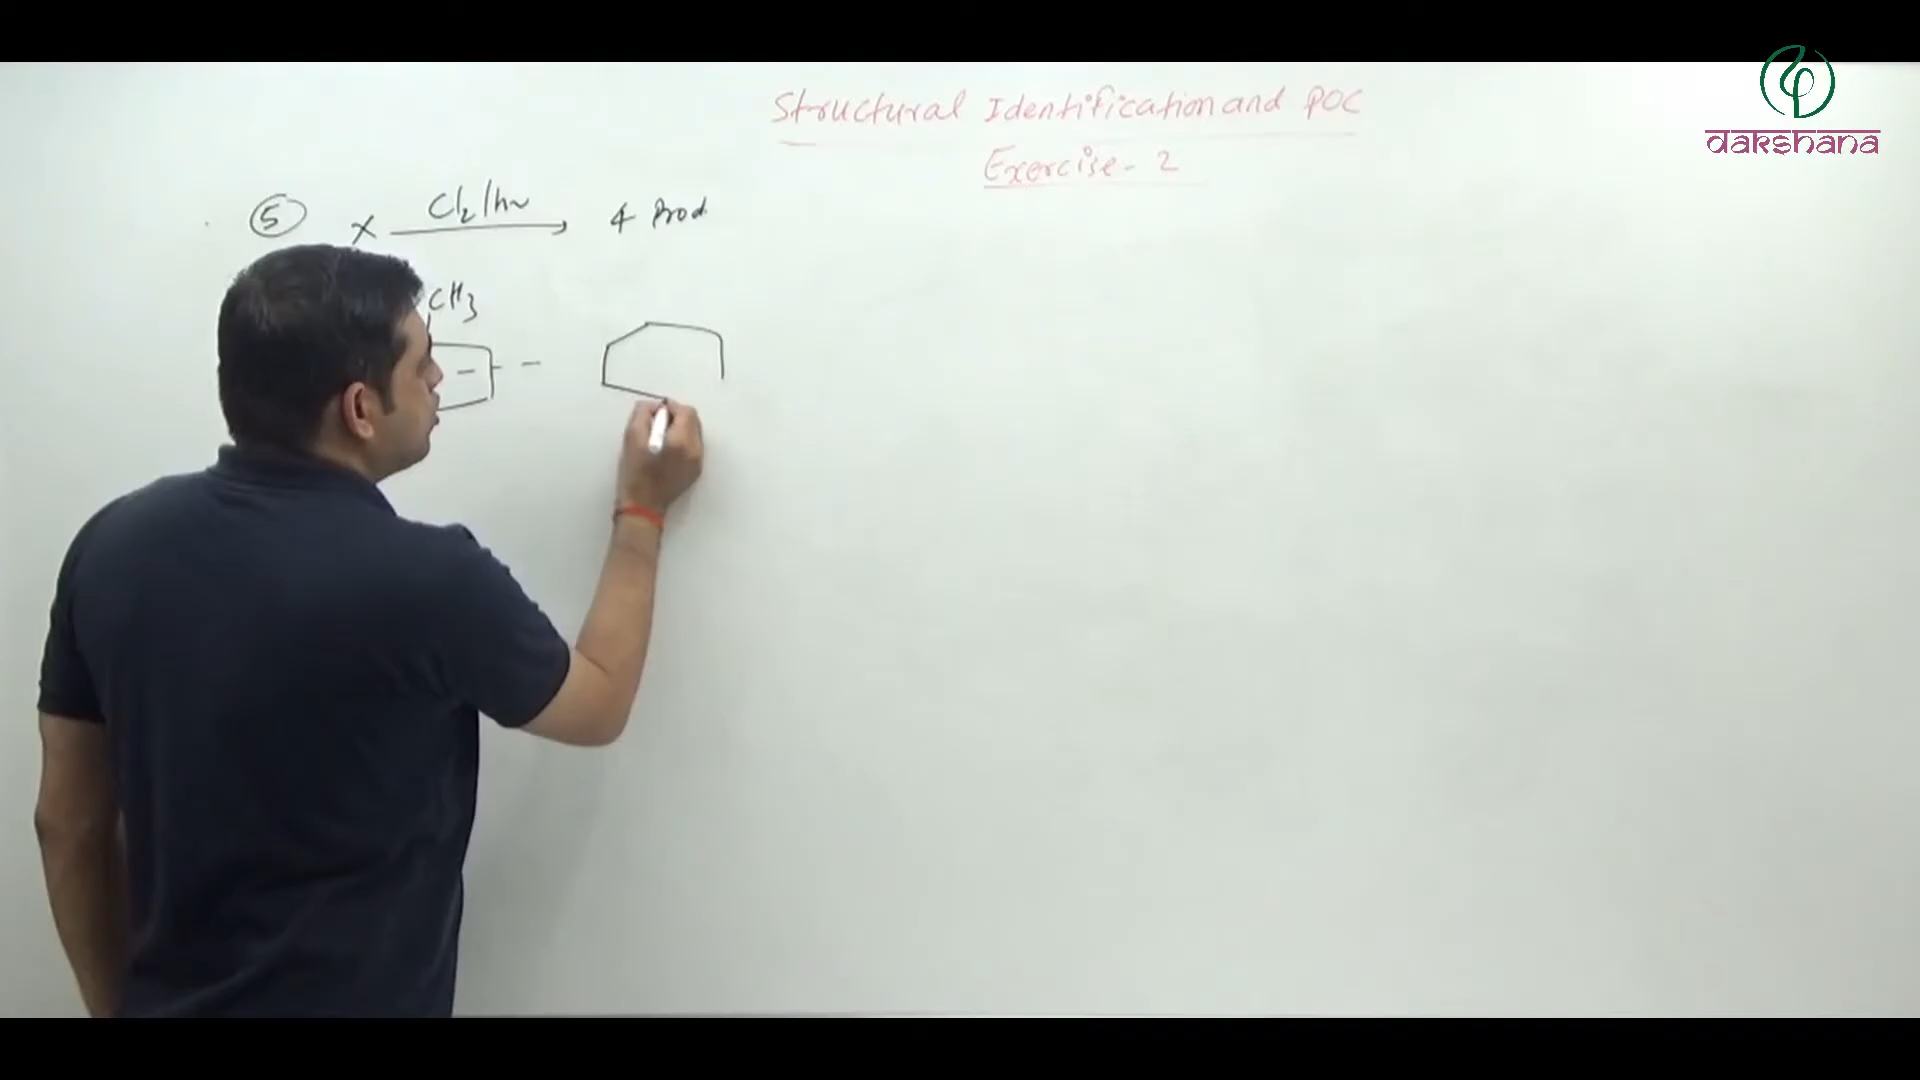 Structural Identification and POC
Exercise - 2
dakshana
5 X Cl2/hν 4 Prod
CH3